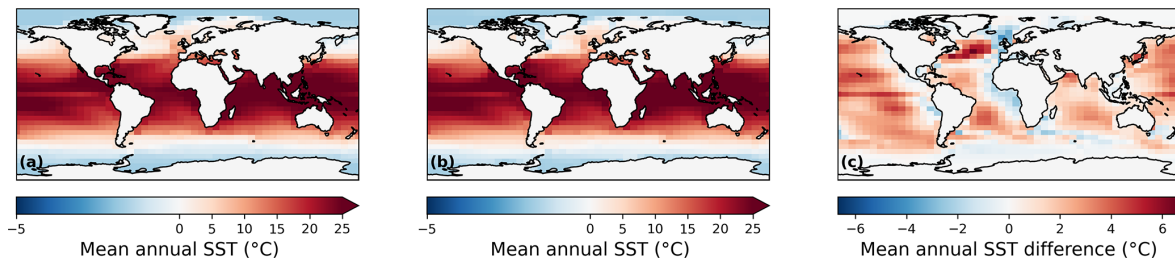 (a)
(b)
(c)
−5 0 5 10 15 20 25
−5 0 5 10 15 20 25
−6 −4 −2 0 2 4 6
Mean annual SST (°C)
Mean annual SST (°C)
Mean annual SST difference (°C)